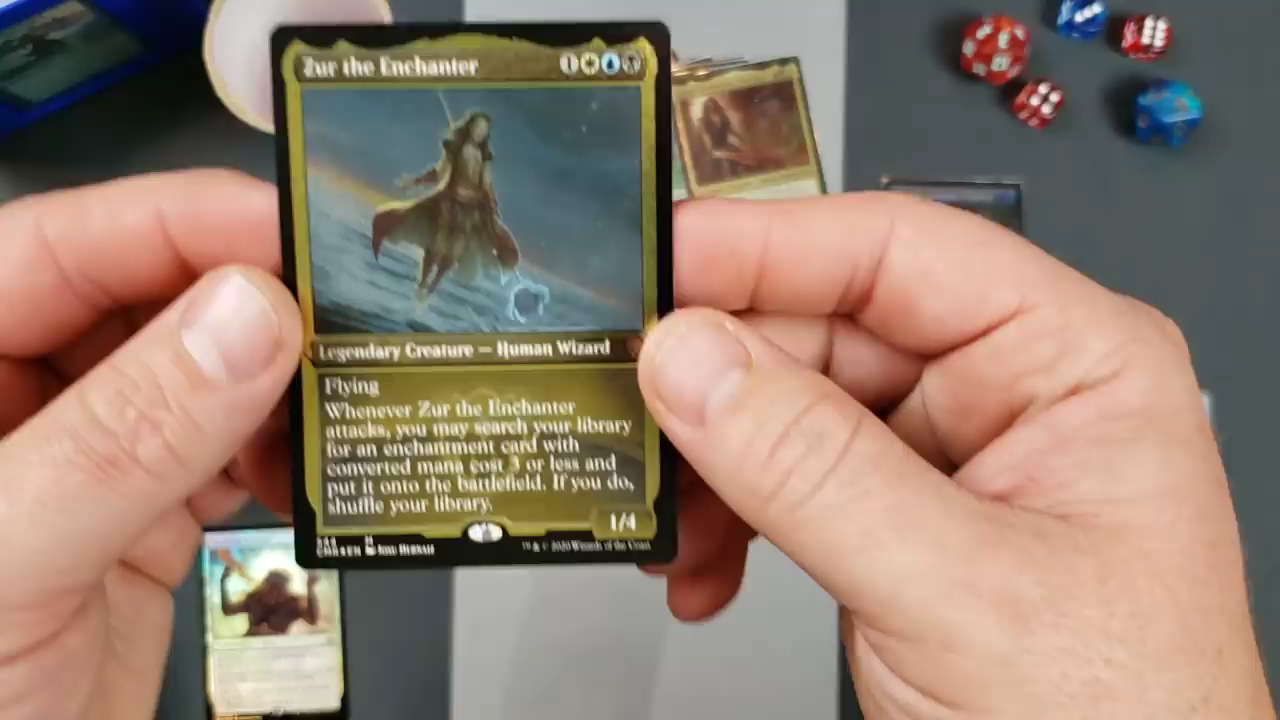 Zur the Enchanter
Legendary Creature — Human Wizard
Flying
Whenever Zur the Enchanter
attacks, you may search your library
for an enchantment card with
converted mana cost 3 or less and
put it onto the battlefield. If you do,
shuffle your library.
1/4
™ & © 2020 Wizards of the Coast